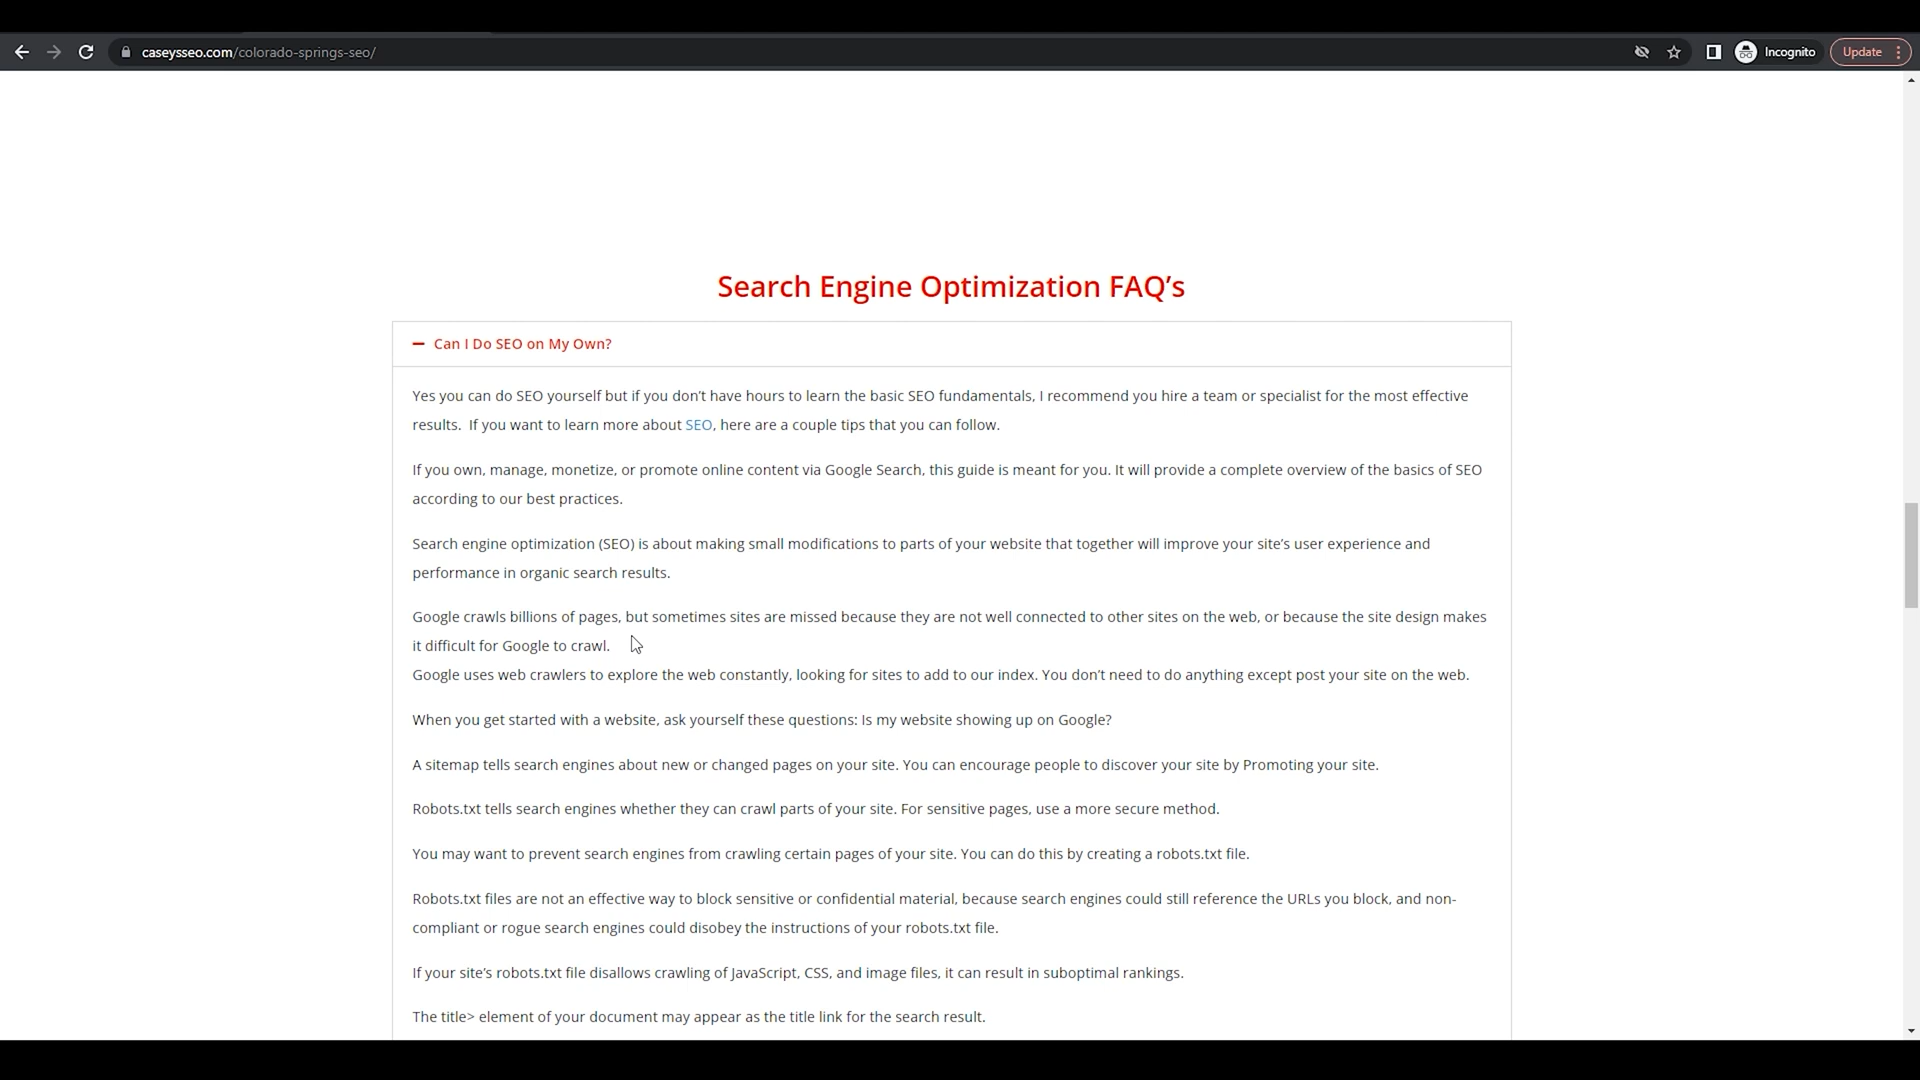 caseysseo.com/colorado-springs-seo/
Incognito
Update
Search Engine Optimization FAQ’s
Can I Do SEO on My Own?
Yes you can do SEO yourself but if you don’t have hours to learn the basic SEO fundamentals, I recommend you hire a team or specialist for the most effective
results. If you want to learn more about SEO, here are a couple tips that you can follow.
If you own, manage, monetize, or promote online content via Google Search, this guide is meant for you. It will provide a complete overview of the basics of SEO
according to our best practices.
Search engine optimization (SEO) is about making small modifications to parts of your website that together will improve your site’s user experience and
performance in organic search results.
Google crawls billions of pages, but sometimes sites are missed because they are not well connected to other sites on the web, or because the site design makes
it difficult for Google to crawl.
Google uses web crawlers to explore the web constantly, looking for sites to add to our index. You don’t need to do anything except post your site on the web.
When you get started with a website, ask yourself these questions: Is my website showing up on Google?
A sitemap tells search engines about new or changed pages on your site. You can encourage people to discover your site by Promoting your site.
Robots.txt tells search engines whether they can crawl parts of your site. For sensitive pages, use a more secure method.
You may want to prevent search engines from crawling certain pages of your site. You can do this by creating a robots.txt file.
Robots.txt files are not an effective way to block sensitive or confidential material, because search engines could still reference the URLs you block, and non-
compliant or rogue search engines could disobey the instructions of your robots.txt file.
If your site’s robots.txt file disallows crawling of JavaScript, CSS, and image files, it can result in suboptimal rankings.
The title> element of your document may appear as the title link for the search result.